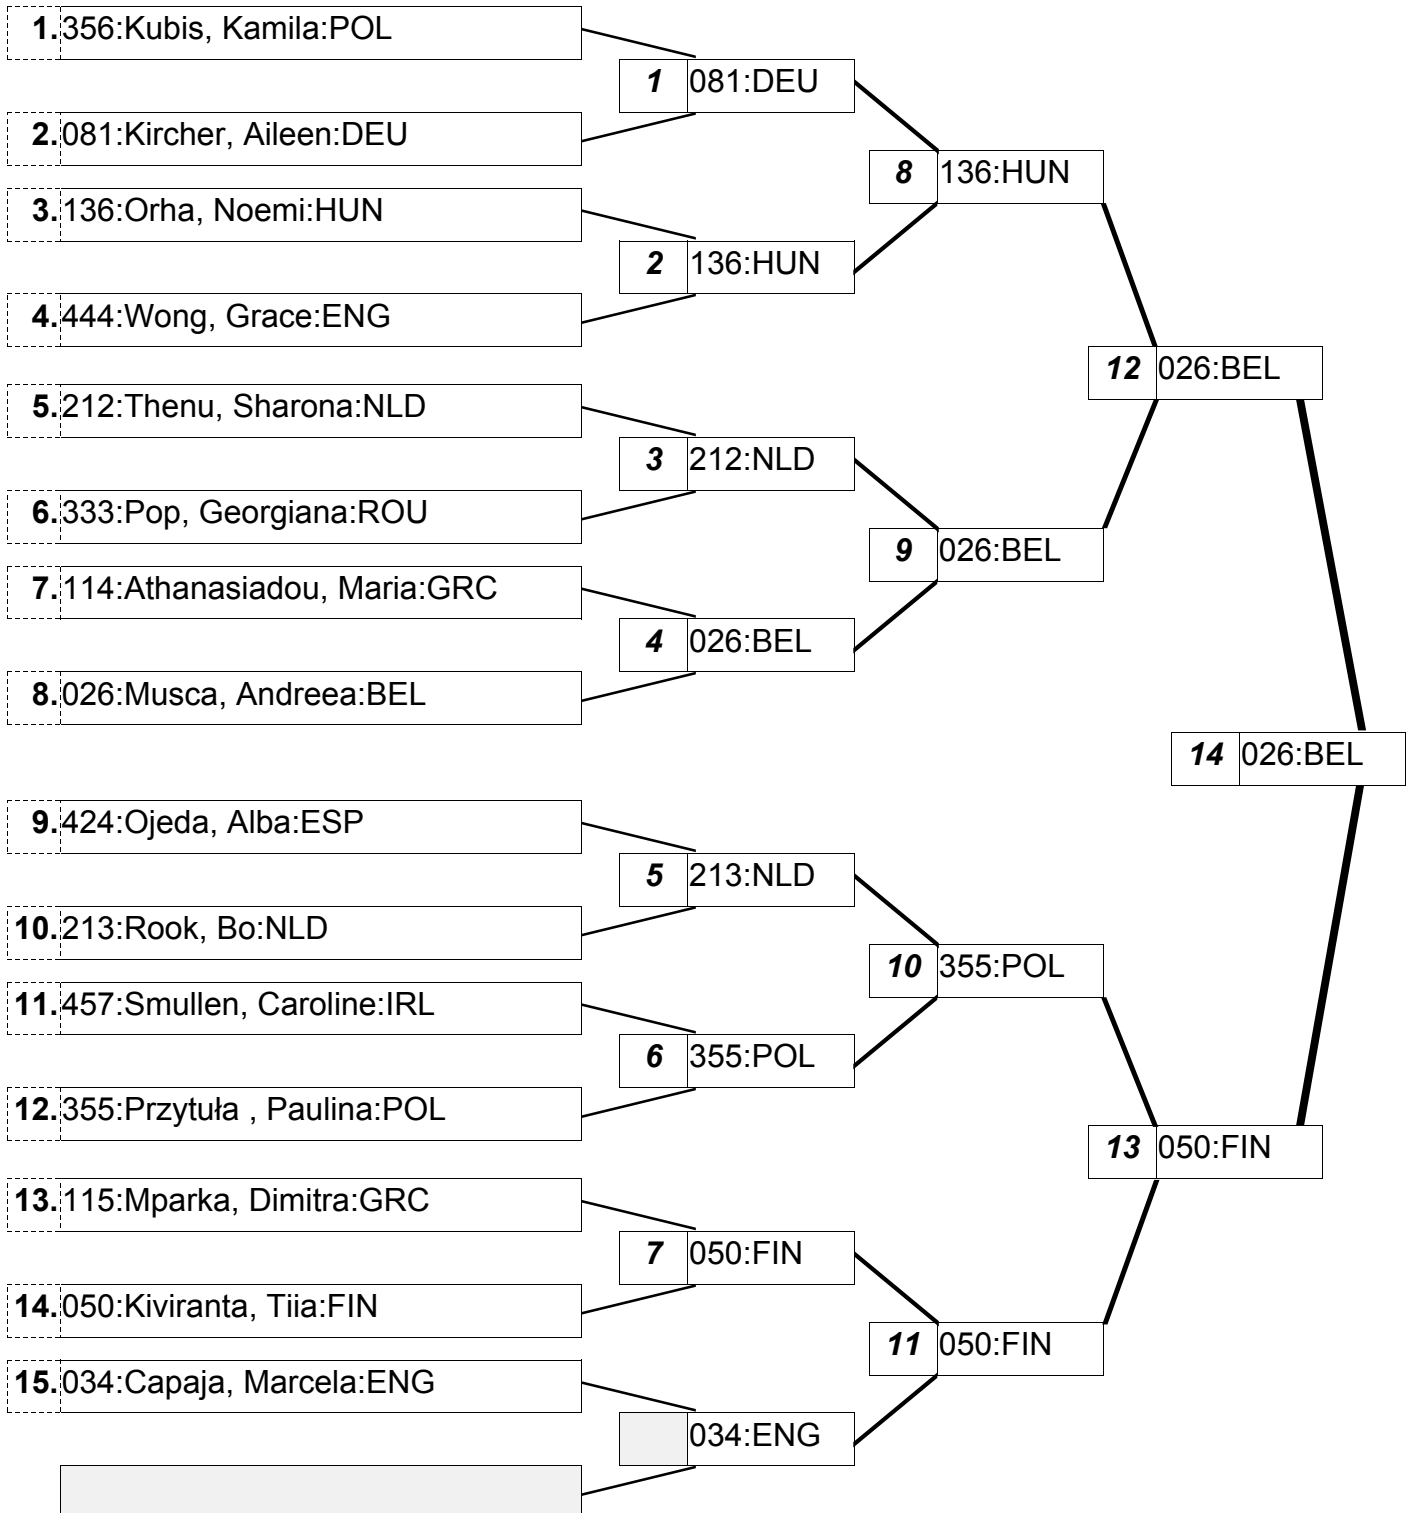 1. 356:Kubis, Kamila:POL
1 081:DEU
2. 081:Kircher, Aileen:DEU
8 136:HUN
3. 136:Orha, Noemi:HUN
2 136:HUN
4. 444:Wong, Grace:ENG
12 026:BEL
5. 212:Thenu, Sharona:NLD
3 212:NLD
6. 333:Pop, Georgiana:ROU
9 026:BEL
7. 114:Athanasiadou, Maria:GRC
4 026:BEL
8. 026:Musca, Andreea:BEL
14 026:BEL
9. 424:Ojeda, Alba:ESP
5 213:NLD
10. 213:Rook, Bo:NLD
10 355:POL
11. 457:Smullen, Caroline:IRL
6 355:POL
12. 355:Przytuła , Paulina:POL
13 050:FIN
13. 115:Mparka, Dimitra:GRC
7 050:FIN
14. 050:Kiviranta, Tiia:FIN
11 050:FIN
15. 034:Capaja, Marcela:ENG
034:ENG